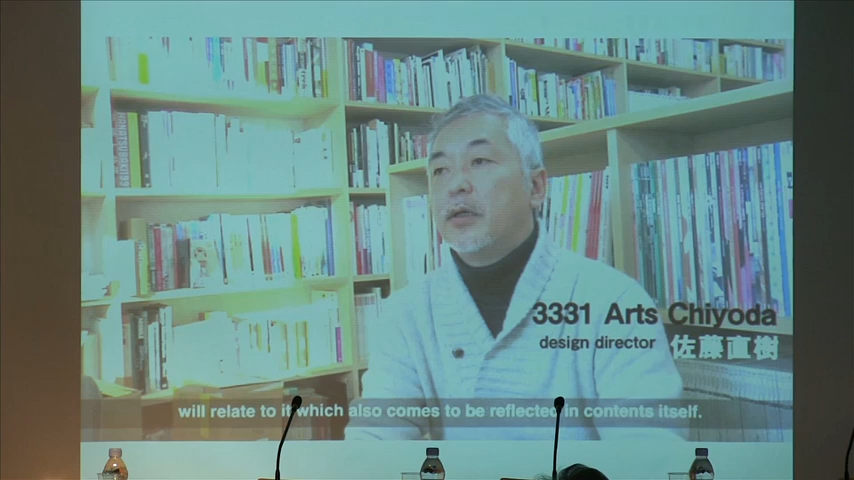 3331 Arts Chiyoda
design director 佐藤直樹
will relate to it which also comes to be reflected in contents itself.